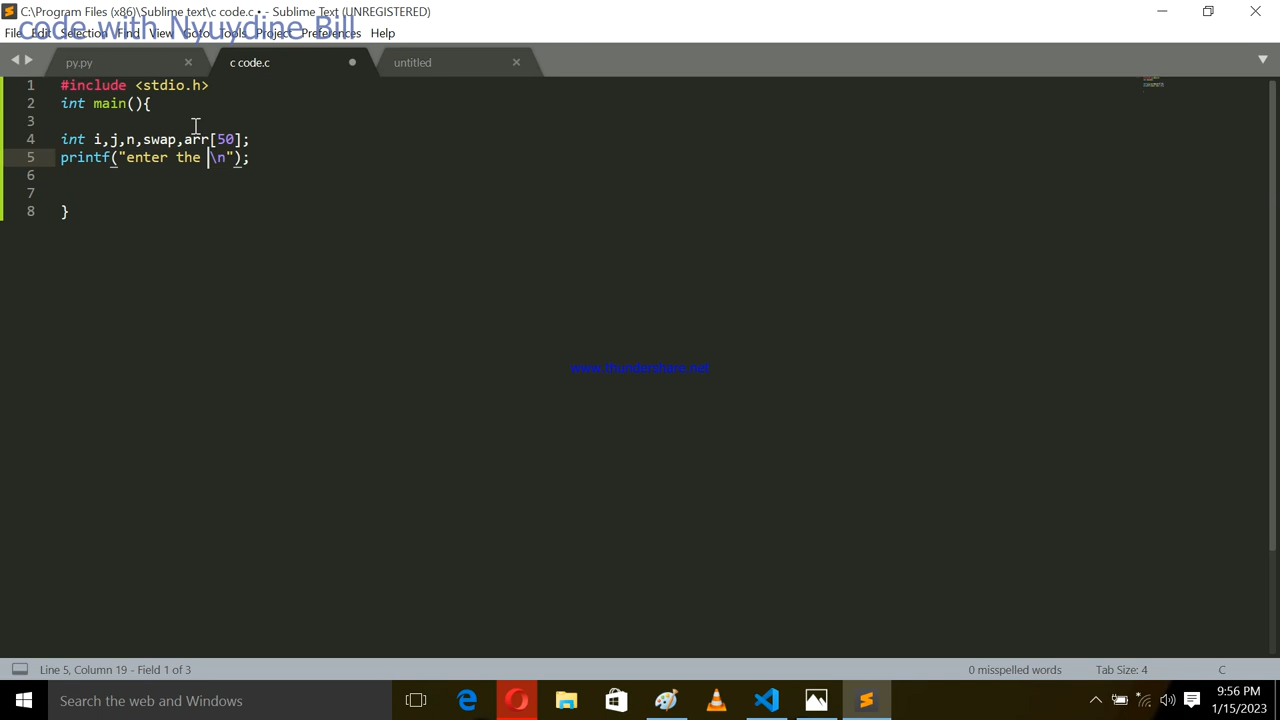 C:\Program Files (x86)\Sublime text\c code.c • - Sublime Text (UNREGISTERED)
code with Nyuydine Bill
File Edit Selection Find View Goto Tools Project Preferences Help
py.py
c code.c
untitled
1 #include <stdio.h>
2 int main(){
3
4 int i,j,n,swap,arr[50];
5 printf("enter the \n");
6
7
8 }
www.thundershare.net
Line 5, Column 19 - Field 1 of 3
0 misspelled words
Tab Size: 4
C
Search the web and Windows
9:56 PM
1/15/2023